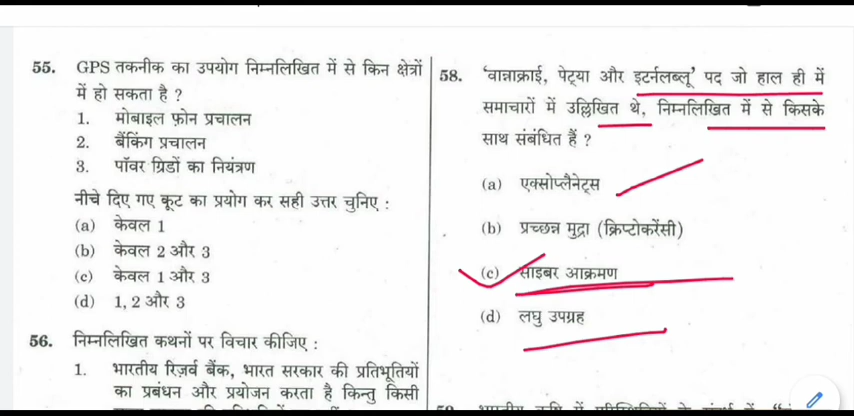 55. GPS तकनीक का उपयोग निम्नलिखित में से किन क्षेत्रों
में हो सकता है ?
1. मोबाइल फ़ोन प्रचालन
2. बैंकिंग प्रचालन
3. पॉवर ग्रिडों का नियंत्रण
नीचे दिए गए कूट का प्रयोग कर सही उत्तर चुनिए :
(a) केवल 1
(b) केवल 2 और 3
(c) केवल 1 और 3
(d) 1, 2 और 3
56. निम्नलिखित कथनों पर विचार कीजिए :
1. भारतीय रिज़र्व बैंक, भारत सरकार की प्रतिभूतियों
का प्रबंधन और प्रयोजन करता है किन्तु किसी
58. ‘वान्नाक्राई, पेट्या और इटर्नलब्लू’ पद जो हाल ही में
समाचारों में उल्लिखित थे, निम्नलिखित में से किसके
साथ संबंधित हैं ?
(a) एक्सोप्लैनेट्स
(b) प्रच्छन्न मुद्रा (क्रिप्टोकरेंसी)
(c) साइबर आक्रमण
(d) लघु उपग्रह